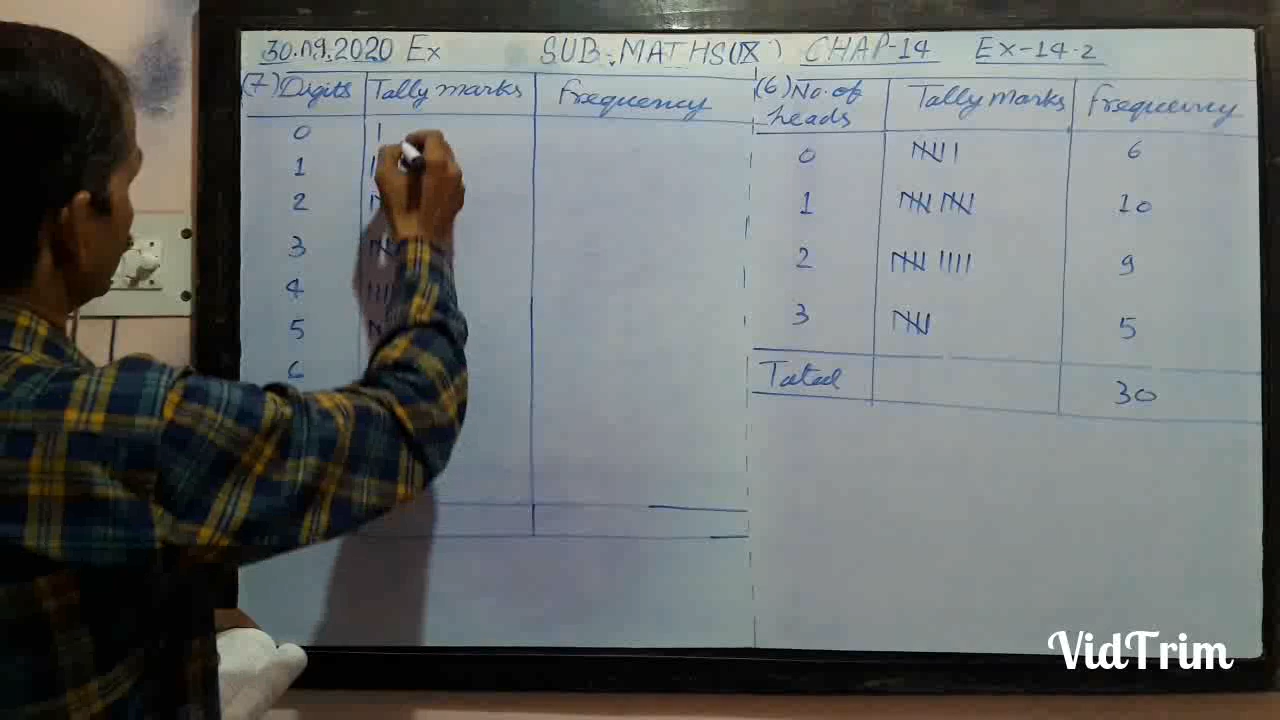 30.09.2020 Ex SUB. MATHS(IX) CHAP-14 Ex-14.2
(7) Digits Tally marks Frequency
0
1
2
3
4
5
6
(6) No. of heads Tally Marks Frequency
0 𝍸| 6
1 𝍸 𝍸 10
2 𝍸 |||| 9
3 𝍸 5
Total 30
VidTrim